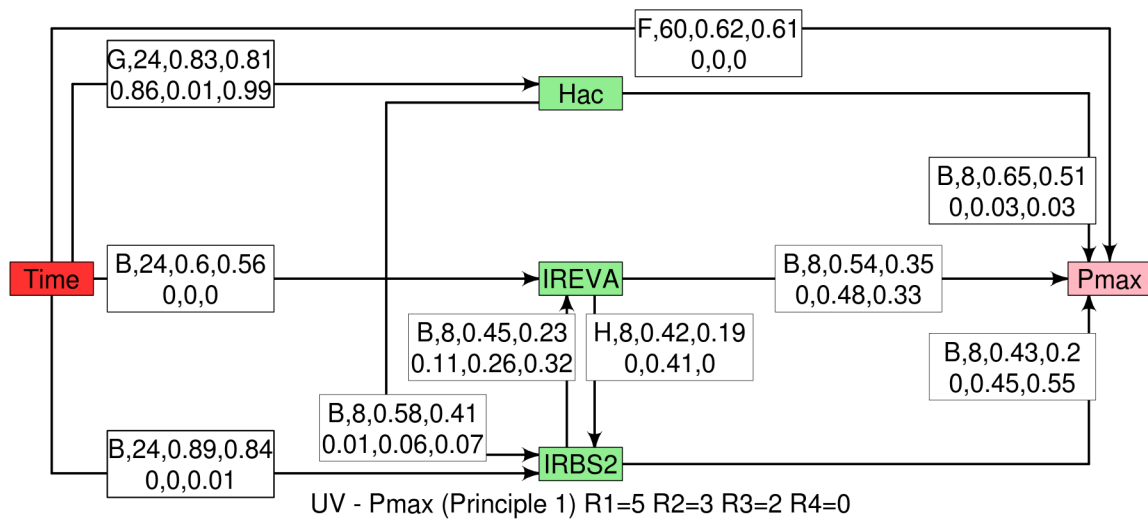 F,60,0.62,0.61
0,0,0
G,24,0.83,0.81
0.86,0.01,0.99
Hac
B,8,0.65,0.51
0,0.03,0.03
Time
B,24,0.6,0.56
0,0,0
IREVA
B,8,0.54,0.35
0,0.48,0.33
Pmax
B,8,0.45,0.23
0.11,0.26,0.32
H,8,0.42,0.19
0,0.41,0
B,8,0.43,0.2
0,0.45,0.55
B,8,0.58,0.41
0.01,0.06,0.07
B,24,0.89,0.84
0,0,0.01
IRBS2
UV - Pmax (Principle 1) R1=5 R2=3 R3=2 R4=0